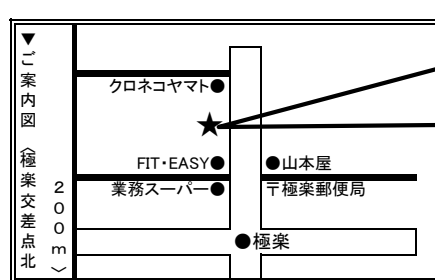 ▼ご案内図〈極楽交差点北200m〉
クロネコヤマト●
★
FIT・EASY●
●山本屋
業務スーパー●
〒極楽郵便局
●極楽